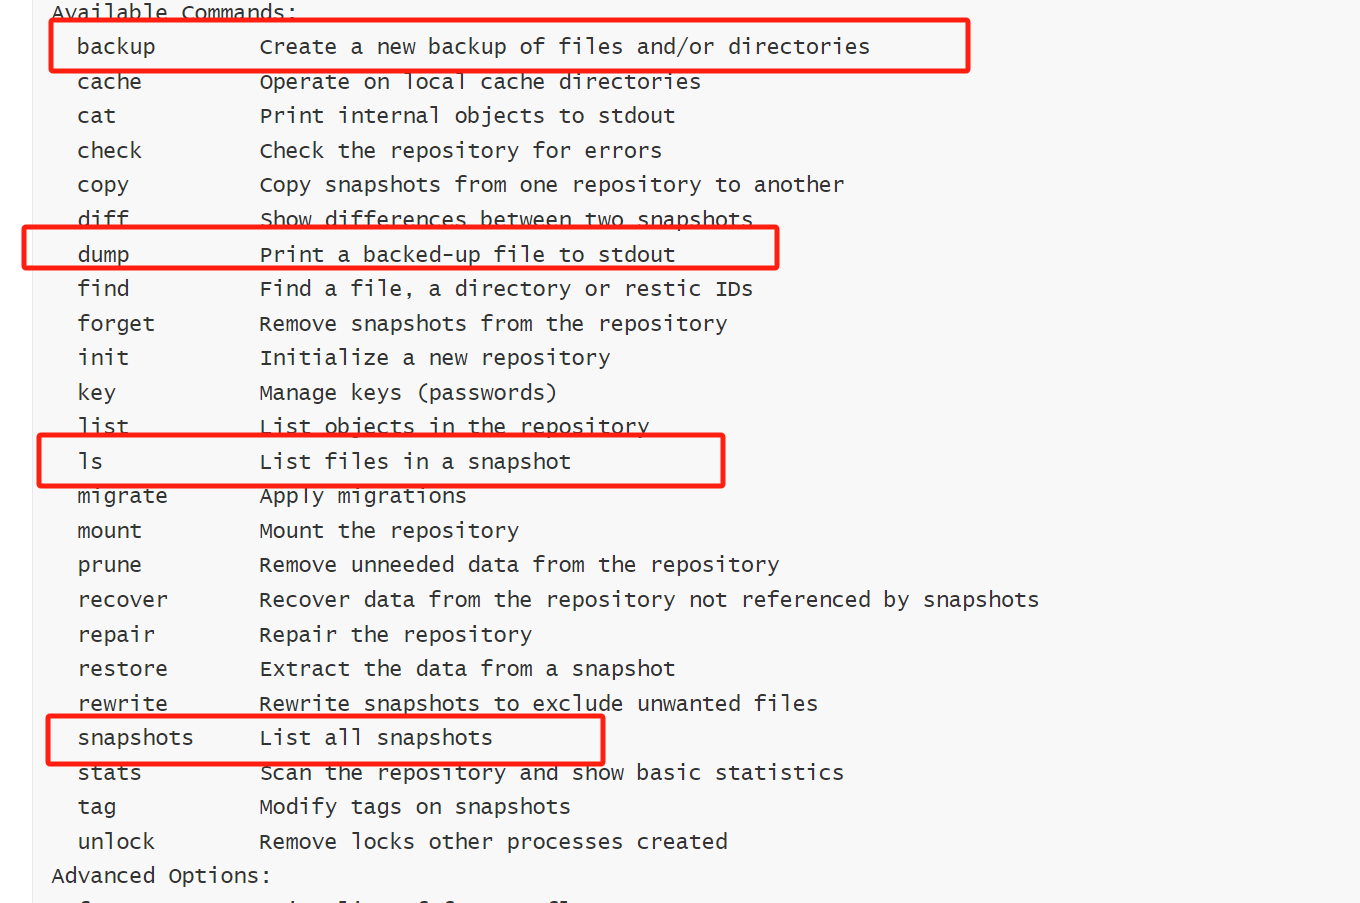 Available Commands:
backup Create a new backup of files and/or directories
cache Operate on local cache directories
cat Print internal objects to stdout
check Check the repository for errors
copy Copy snapshots from one repository to another
diff Show differences between two snapshots
dump Print a backed-up file to stdout
find Find a file, a directory or restic IDs
forget Remove snapshots from the repository
init Initialize a new repository
key Manage keys (passwords)
list List objects in the repository
ls List files in a snapshot
migrate Apply migrations
mount Mount the repository
prune Remove unneeded data from the repository
recover Recover data from the repository not referenced by snapshots
repair Repair the repository
restore Extract the data from a snapshot
rewrite Rewrite snapshots to exclude unwanted files
snapshots List all snapshots
stats Scan the repository and show basic statistics
tag Modify tags on snapshots
unlock Remove locks other processes created
Advanced Options: